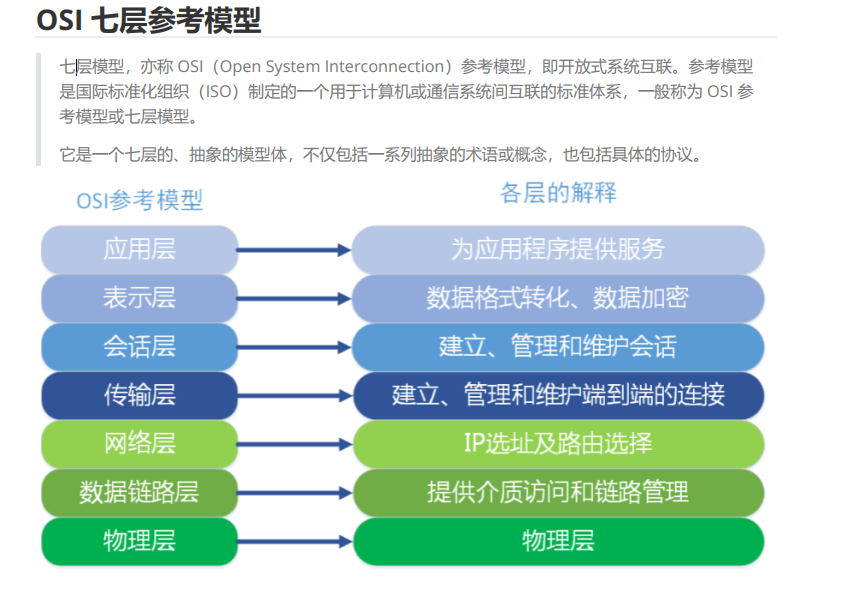 OSI 七层参考模型
七层模型，亦称 OSI（Open System Interconnection）参考模型，即开放式系统互联。参考模型
是国际标准化组织（ISO）制定的一个用于计算机或通信系统间互联的标准体系，一般称为 OSI 参
考模型或七层模型。
它是一个七层的、抽象的模型体，不仅包括一系列抽象的术语或概念，也包括具体的协议。
OSI参考模型 各层的解释
应用层 为应用程序提供服务
表示层 数据格式转化、数据加密
会话层 建立、管理和维护会话
传输层 建立、管理和维护端到端的连接
网络层 IP选址及路由选择
数据链路层 提供介质访问和链路管理
物理层 物理层